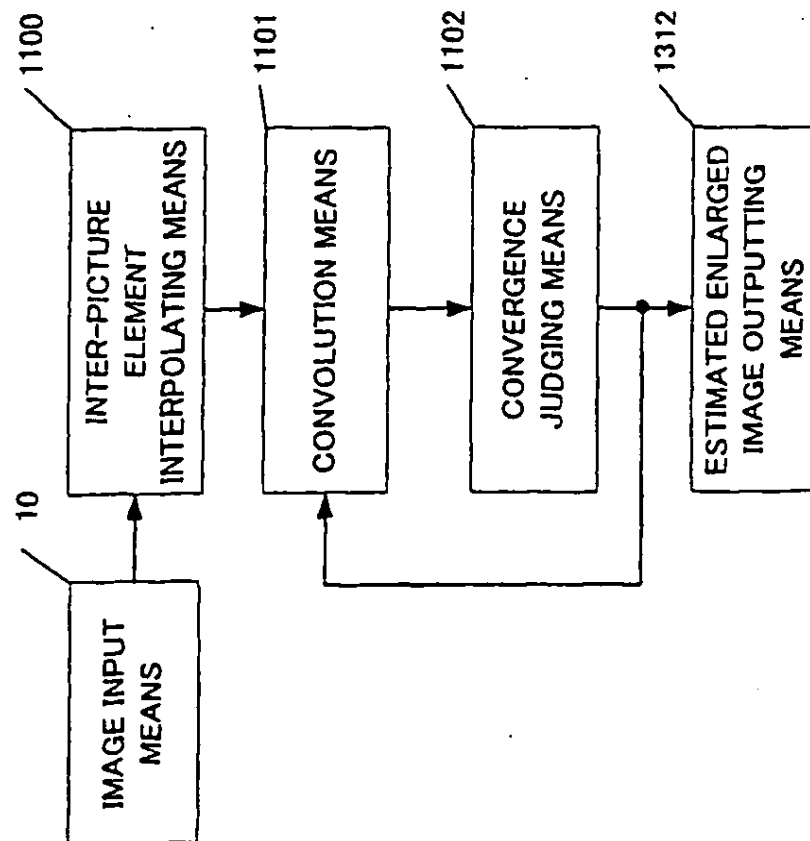 10
IMAGE INPUT
MEANS
1100
INTER-PICTURE
ELEMENT
INTERPOLATING MEANS
1101
CONVOLUTION MEANS
1102
CONVERGENCE
JUDGING MEANS
1312
ESTIMATED ENLARGED
IMAGE OUTPUTTING
MEANS